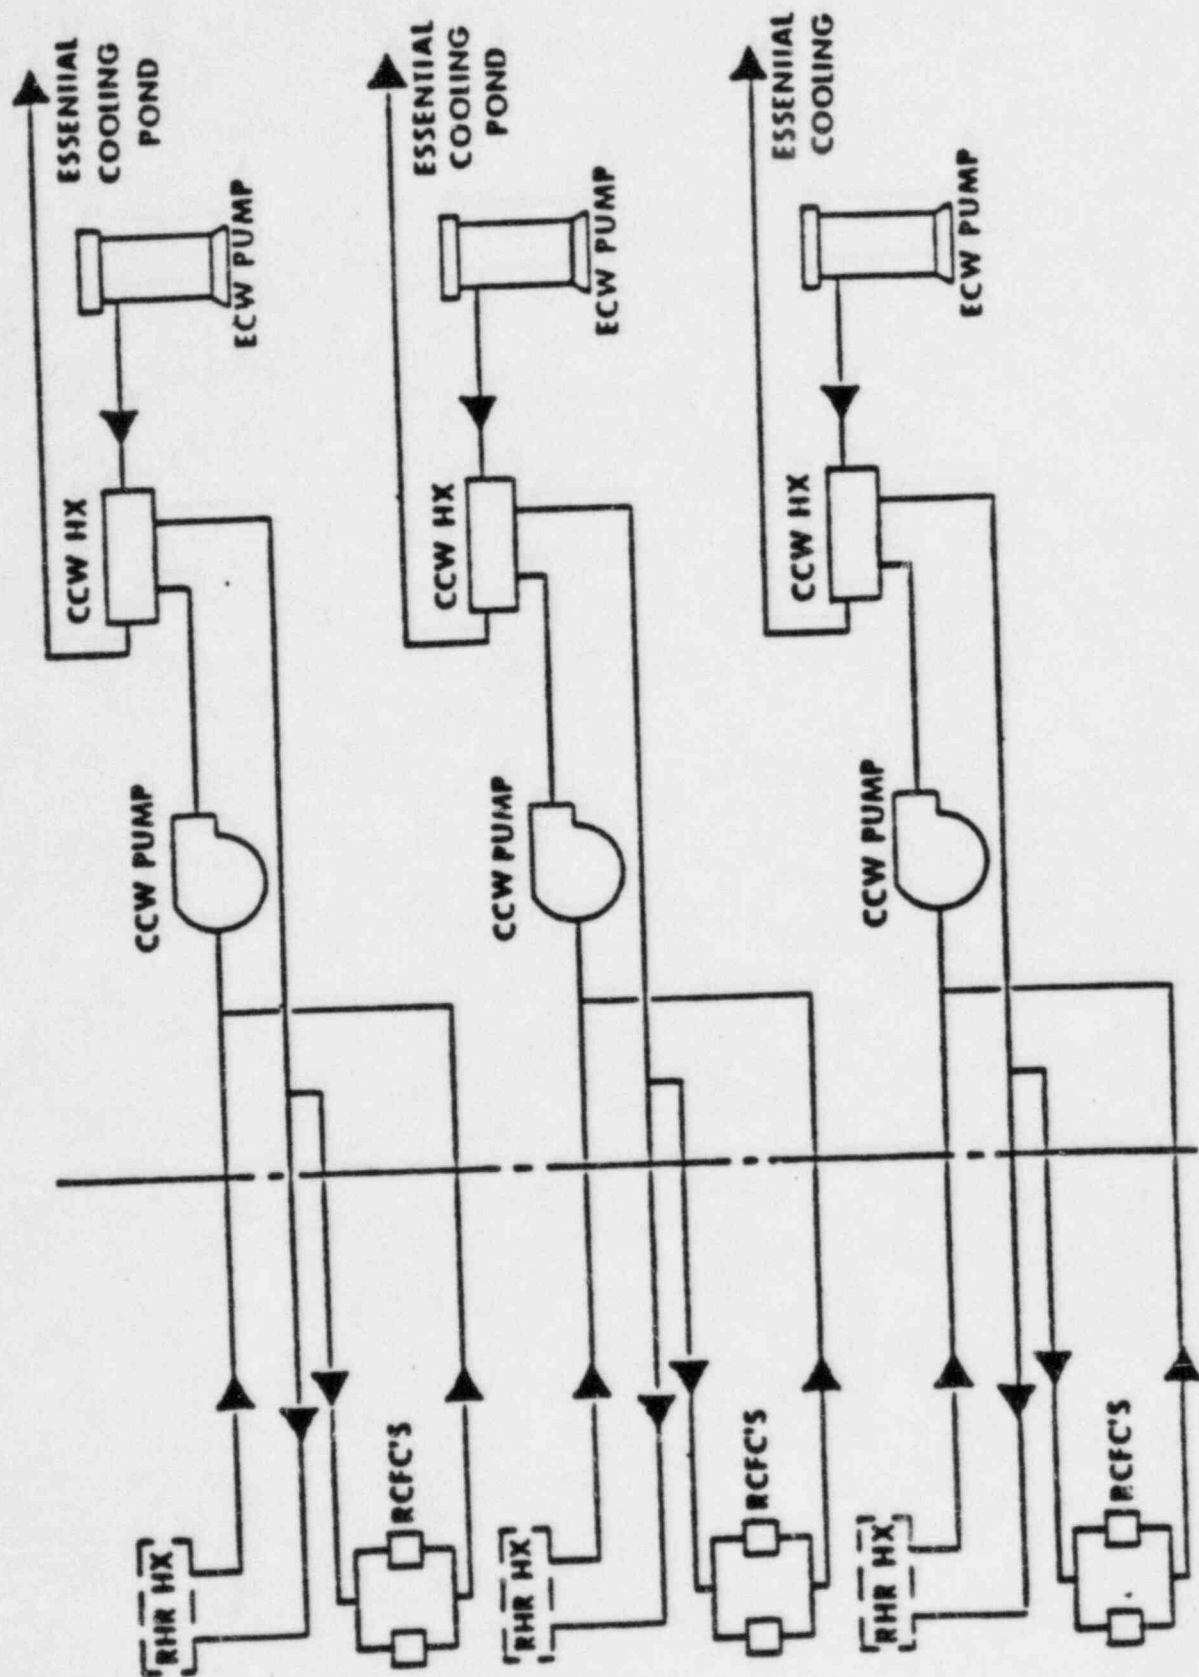 ESSENTIAL
COOLING
POND
CCW HX
ECW PUMP
CCW PUMP
RHR HX
RCFC'S
ESSENTIAL
COOLING
POND
CCW HX
ECW PUMP
CCW PUMP
RHR HX
RCFC'S
ESSENTIAL
COOLING
CCW HX
ECW PUMP
CCW PUMP
RHR HX
RCFC'S